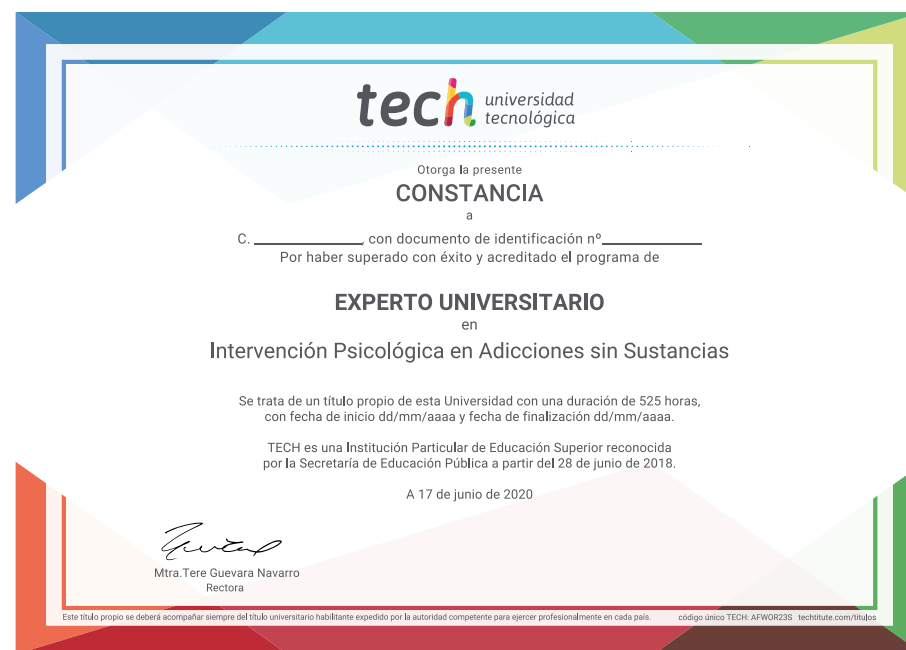 tech universidad
tecnológica
Otorga la presente
CONSTANCIA
a
C. ____________, con documento de identificación nº____________
Por haber superado con éxito y acreditado el programa de
EXPERTO UNIVERSITARIO
en
Intervención Psicológica en Adicciones sin Sustancias
Se trata de un título propio de esta Universidad con una duración de 525 horas,
con fecha de inicio dd/mm/aaaa y fecha de finalización dd/mm/aaaa.
TECH es una Institución Particular de Educación Superior reconocida
por la Secretaría de Educación Pública a partir del 28 de junio de 2018.
A 17 de junio de 2020
Mtra.Tere Guevara Navarro
Rectora
Este título propio se deberá acompañar siempre del título universitario habilitante expedido por la autoridad competente para ejercer profesionalmente en cada país. código único TECH: AFWOR23S techtitute.com/titulos